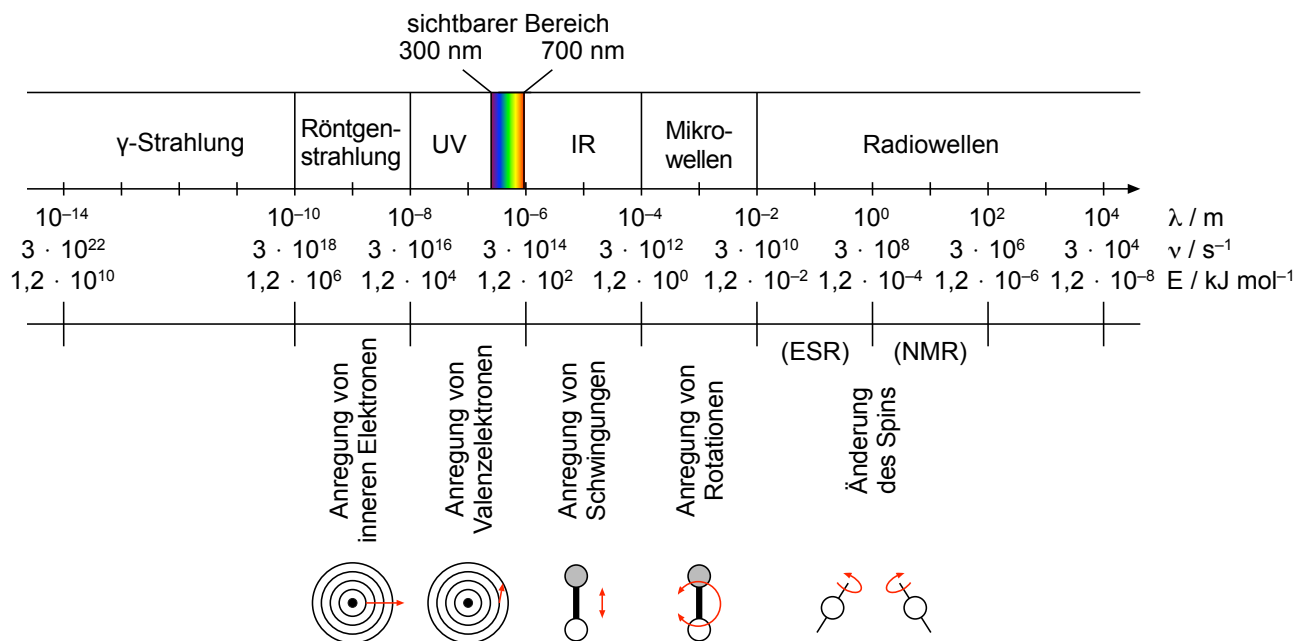 sichtbarer Bereich
300 nm 700 nm
γ-Strahlung
Röntgen-
strahlung
UV
IR
Mikro-
wellen
Radiowellen
10⁻¹⁴ 10⁻¹⁰ 10⁻⁸ 10⁻⁶ 10⁻⁴ 10⁻² 10⁰ 10² 10⁴ λ / m
3 · 10²² 3 · 10¹⁸ 3 · 10¹⁶ 3 · 10¹⁴ 3 · 10¹² 3 · 10¹⁰ 3 · 10⁸ 3 · 10⁶ 3 · 10⁴ ν / s⁻¹
1,2 · 10¹⁰ 1,2 · 10⁶ 1,2 · 10⁴ 1,2 · 10² 1,2 · 10⁰ 1,2 · 10⁻² 1,2 · 10⁻⁴ 1,2 · 10⁻⁶ 1,2 · 10⁻⁸ E / kJ mol⁻¹
(ESR) (NMR)
Anregung von
inneren Elektronen
Anregung von
Valenzelektronen
Anregung von
Schwingungen
Anregung von
Rotationen
Änderung
des Spins